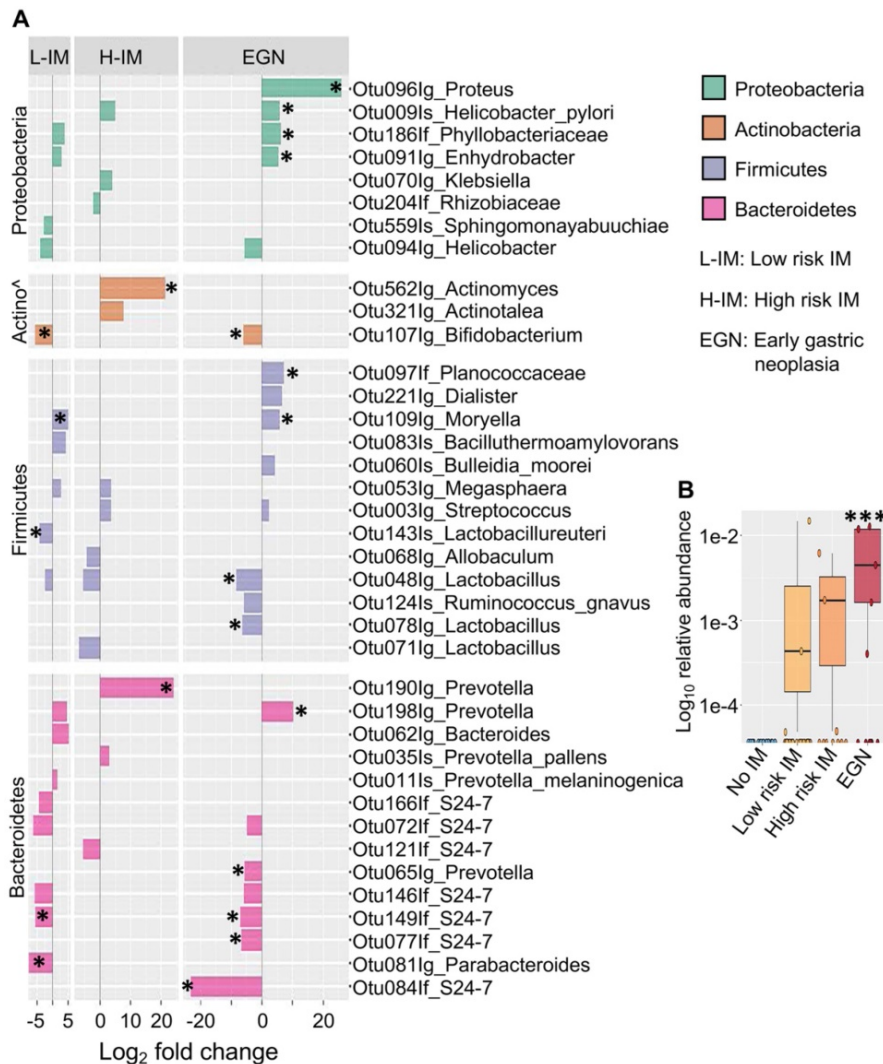 A
L-IM
H-IM
EGN
Proteobacteria
*Otu096Ig_Proteus
Otu009Is_Helicobacter_pylori
Otu186If_Phyllobacteriaceae
Otu091Ig_Enhydrobacter
Otu070Ig_Klebsiella
Otu204If_Rhizobiaceae
Otu559Is_Sphingomonayabuuchiae
Otu094Ig_Helicobacter
Actino^
Otu562Ig_Actinomyces
Otu321Ig_Actinotalea
Otu107Ig_Bifidobacterium
Firmicutes
Otu097If_Planococcaceae
Otu221Ig_Dialister
Otu109Ig_Moryella
Otu083Is_Bacilluthermoamylovorans
Otu060Is_Bulleidia_moorei
Otu053Ig_Megasphaera
Otu003Ig_Streptococcus
Otu143Is_Lactobacillureuteri
Otu068Ig_Allobaculum
Otu048Ig_Lactobacillus
Otu124Is_Ruminococcus_gnavus
Otu078Ig_Lactobacillus
Otu071Ig_Lactobacillus
Bacteroidetes
Otu190Ig_Prevotella
Otu198Ig_Prevotella
Otu062Ig_Bacteroides
Otu035Is_Prevotella_pallens
Otu011Is_Prevotella_melaninogenica
Otu166If_S24-7
Otu072If_S24-7
Otu121If_S24-7
Otu065Ig_Prevotella
Otu146If_S24-7
Otu149If_S24-7
Otu077If_S24-7
Otu081Ig_Parabacteroides
Otu084If_S24-7
-5 5 0 20 -20 0 20
Log2 fold change
Proteobacteria
Actinobacteria
Firmicutes
Bacteroidetes
L-IM: Low risk IM
H-IM: High risk IM
EGN: Early gastric
neoplasia
B
***
1e-2
1e-3
1e-4
Log10 relative abundance
No IM
Low risk IM
High risk IM
EGN